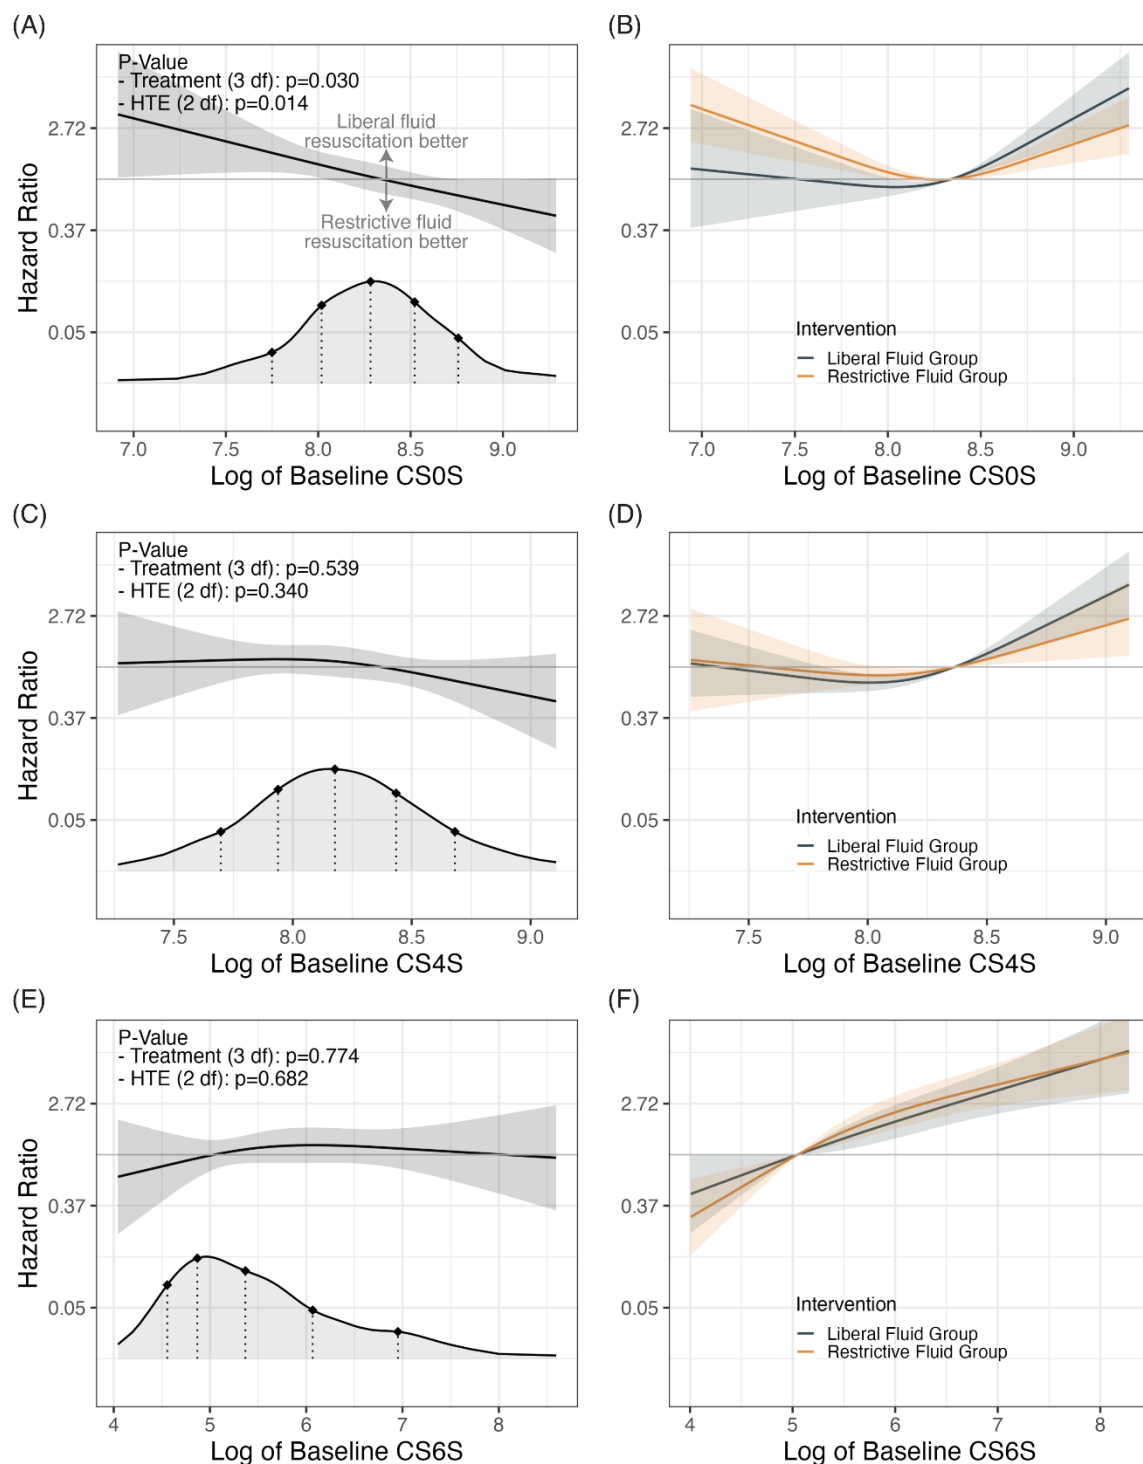 (A)
P-Value
- Treatment (3 df): p=0.030
- HTE (2 df): p=0.014
Liberal fluid
resuscitation better
Restrictive fluid
resuscitation better
Hazard Ratio
2.72
0.37
0.05
7.0 7.5 8.0 8.5 9.0
Log of Baseline CS0S
(B)
2.72
0.37
0.05
Intervention
Liberal Fluid Group
Restrictive Fluid Group
7.0 7.5 8.0 8.5 9.0
Log of Baseline CS0S
(C)
P-Value
- Treatment (3 df): p=0.539
- HTE (2 df): p=0.340
Hazard Ratio
2.72
0.37
0.05
7.5 8.0 8.5 9.0
Log of Baseline CS4S
(D)
2.72
0.37
0.05
Intervention
Liberal Fluid Group
Restrictive Fluid Group
7.5 8.0 8.5 9.0
Log of Baseline CS4S
(E)
P-Value
- Treatment (3 df): p=0.774
- HTE (2 df): p=0.682
Hazard Ratio
2.72
0.37
0.05
4 5 6 7 8
Log of Baseline CS6S
(F)
2.72
0.37
0.05
Intervention
Liberal Fluid Group
Restrictive Fluid Group
4 5 6 7 8
Log of Baseline CS6S